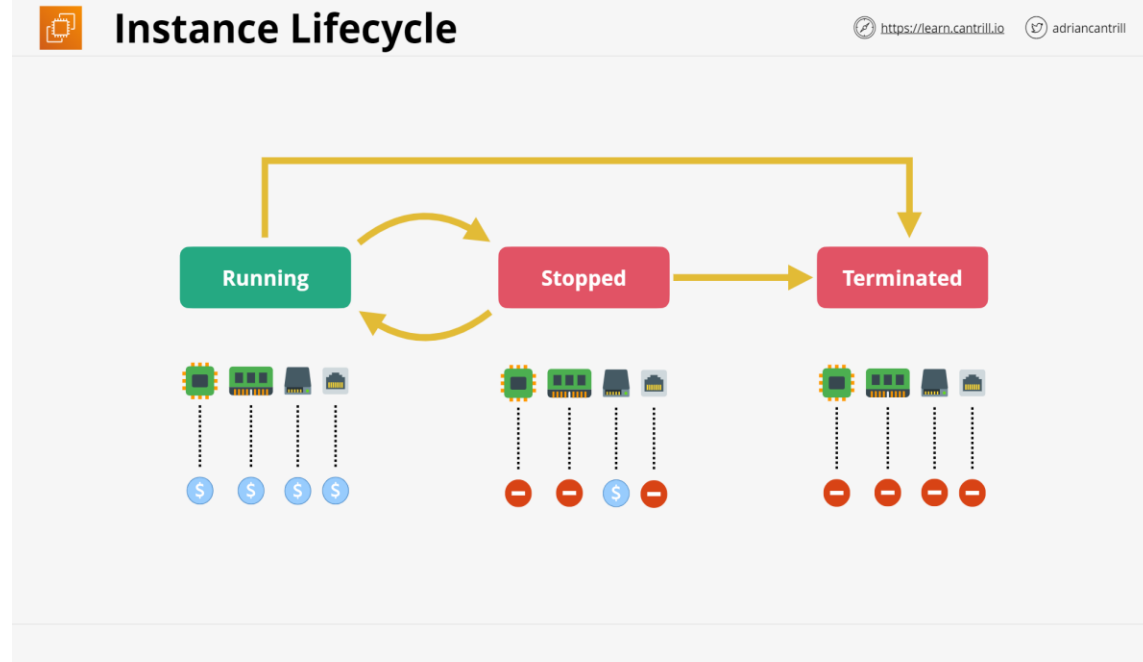 Instance Lifecycle
https://learn.cantrill.io
adriancantrill
Running
Stopped
Terminated
$ $ $ $
$